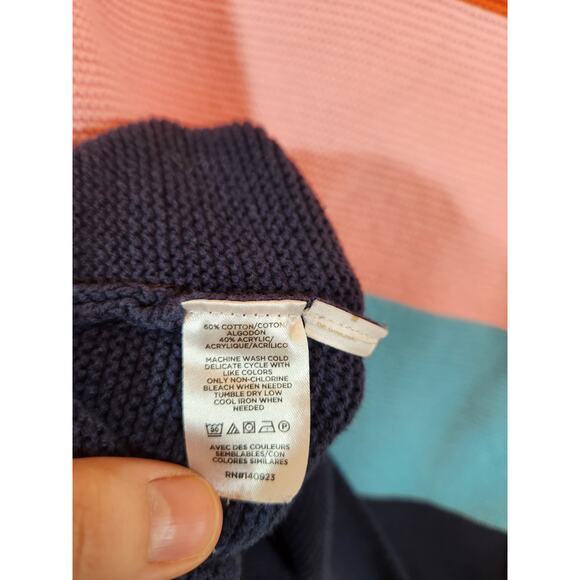 60% COTTON/COTON/
ALGODON
40% ACRYLIC/
ACRYLIQUE/ACRÍLICO
MACHINE WASH COLD
DELICATE CYCLE WITH
LIKE COLORS
ONLY NON-CHLORINE
BLEACH WHEN NEEDED
TUMBLE DRY LOW
COOL IRON WHEN
NEEDED
AVEC DES COULEURS
SEMBLABLES/CON
COLORES SIMILARES
RN#140923